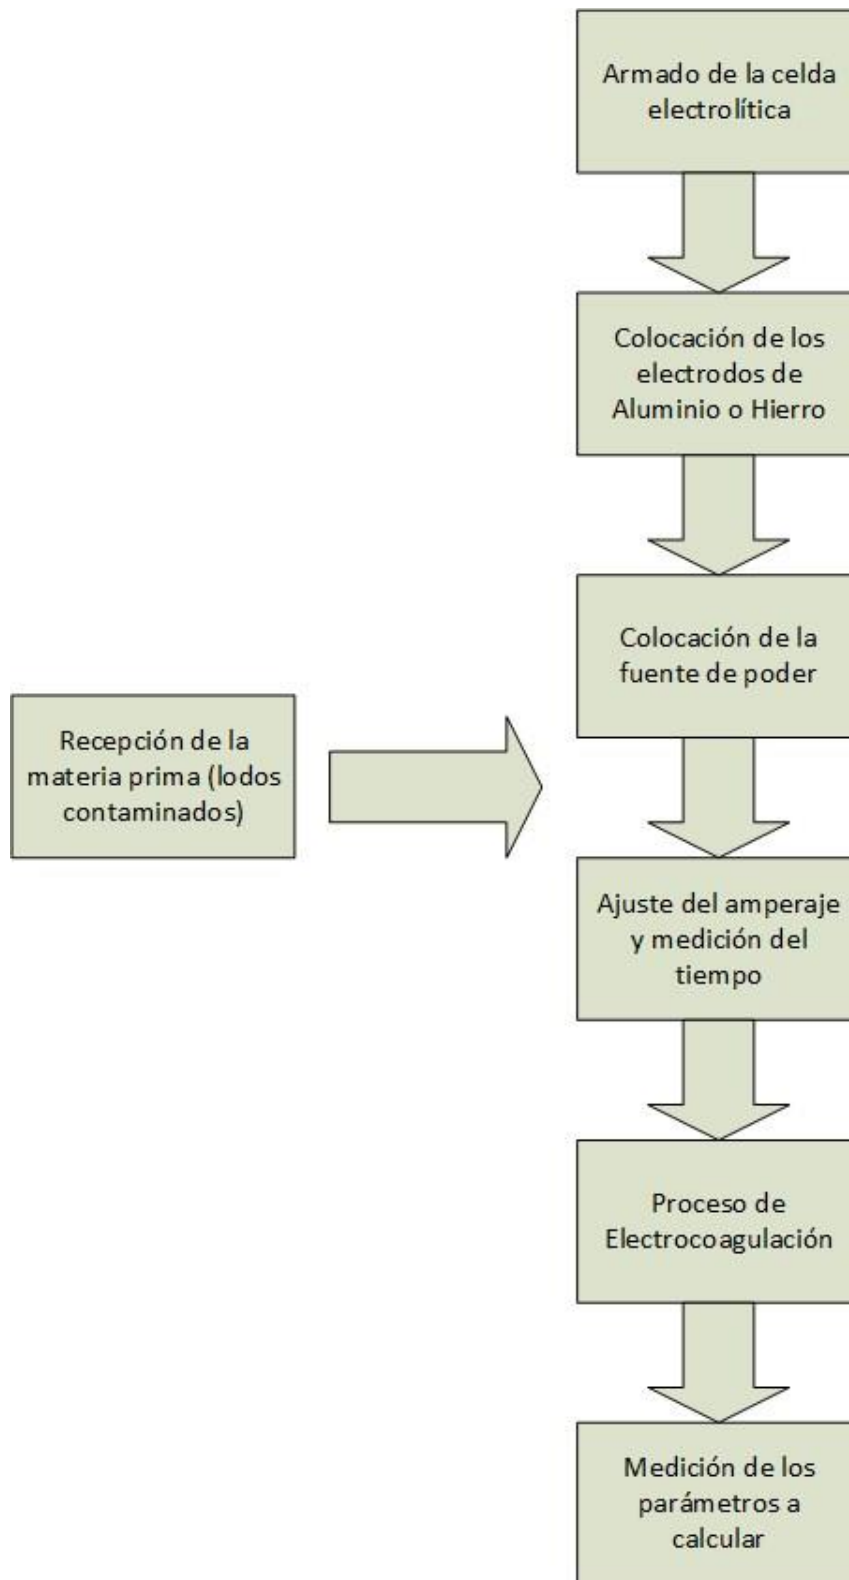 Armado de la celda
electrolítica
Colocación de los
electrodos de
Aluminio o Hierro
Colocación de la
fuente de poder
Recepción de la
materia prima (lodos
contaminados)
Ajuste del amperaje
y medición del
tiempo
Proceso de
Electrocoagulación
Medición de los
parámetros a
calcular